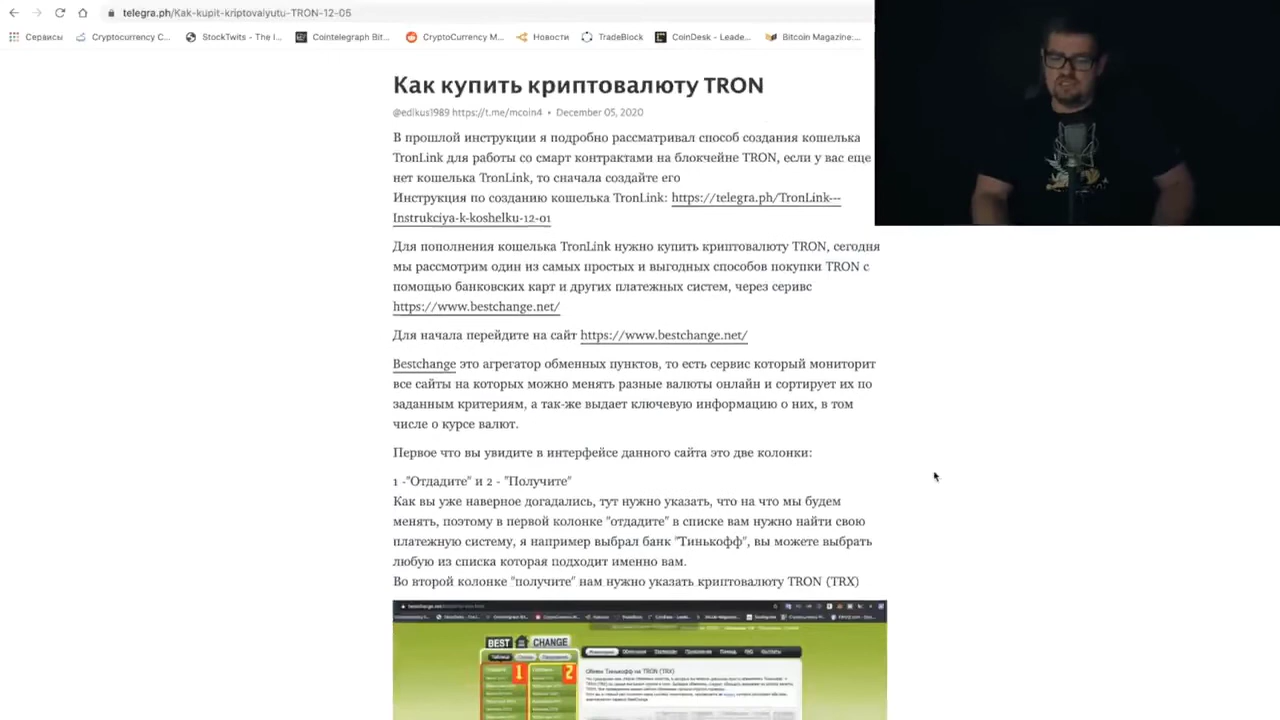 telegra.ph/Kak-kupit-kriptovalyutu-TRON-12-05
Сервисы Cryptocurrency C... StockTwits - The I... Cointelegraph Bit... CryptoCurrency M... Новости TradeBlock CoinDesk - Leade... Bitcoin Magazine:...
Как купить криптовалюту TRON
@edikus1989 https://t.me/mcoin4 • December 05, 2020
В прошлой инструкции я подробно рассматривал способ создания кошелька
TronLink для работы со смарт контрактами на блокчейне TRON, если у вас еще
нет кошелька TronLink, то сначала создайте его
Инструкция по созданию кошелька TronLink: https://telegra.ph/TronLink---
Instrukciya-k-koshelku-12-01
Для пополнения кошелька TronLink нужно купить криптовалюту TRON, сегодня
мы рассмотрим один из самых простых и выгодных способов покупки TRON с
помощью банковских карт и других платежных систем, через серивс
https://www.bestchange.net/
Для начала перейдите на сайт https://www.bestchange.net/
Bestchange это агрегатор обменных пунктов, то есть сервис который мониторит
все сайты на которых можно менять разные валюты онлайн и сортирует их по
заданным критериям, а так-же выдает ключевую информацию о них, в том
числе о курсе валют.
Первое что вы увидите в интерфейсе данного сайта это две колонки:
1 -"Отдадите" и 2 - "Получите"
Как вы уже наверное догадались, тут нужно указать, что на что мы будем
менять, поэтому в первой колонке "отдадите" в списке вам нужно найти свою
платежную систему, я например выбрал банк "Тинькофф", вы можете выбрать
любую из списка которая подходит именно вам.
Во второй колонке "получите" нам нужно указать криптовалюту TRON (TRX)
BEST CHANGE
1 2
Обмен Тинькофф на TRON (TRX)